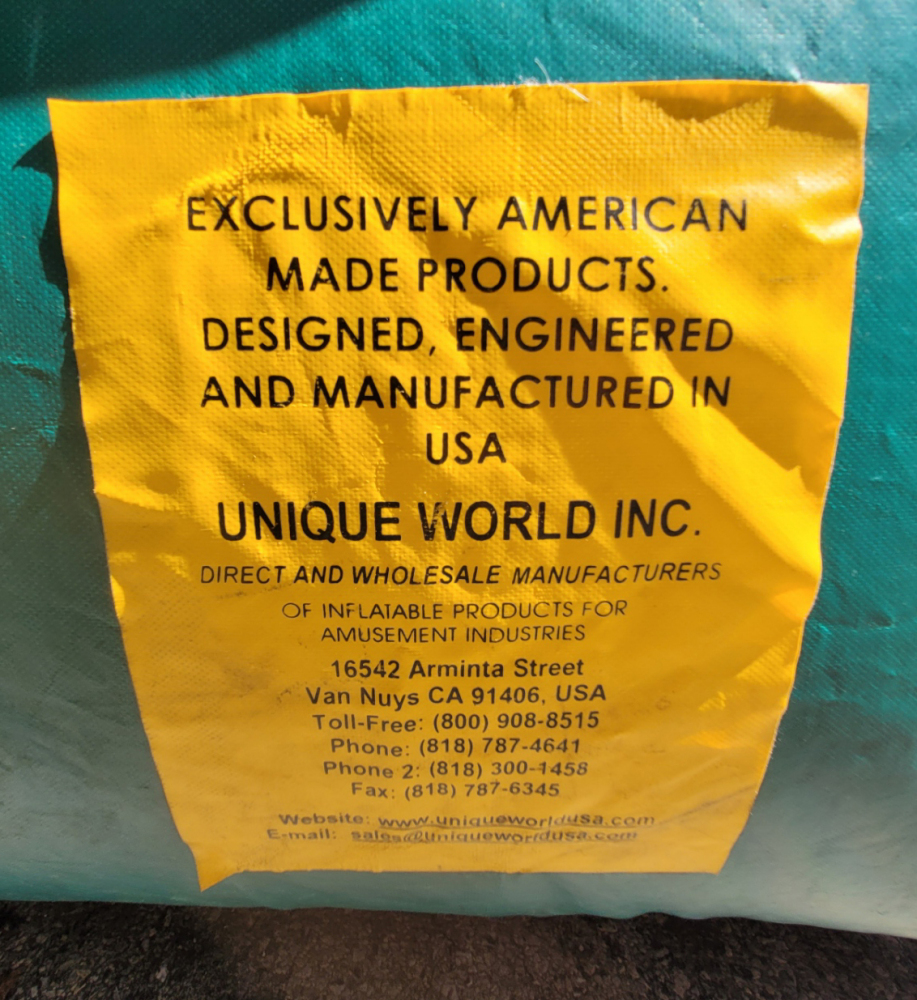 EXCLUSIVELY AMERICAN
MADE PRODUCTS.
DESIGNED, ENGINEERED
AND MANUFACTURED IN
USA
UNIQUE WORLD INC.
DIRECT AND WHOLESALE MANUFACTURERS
OF INFLATABLE PRODUCTS FOR
AMUSEMENT INDUSTRIES
16542 Arminta Street
Van Nuys CA 91406, USA
Toll-Free: (800) 908-8515
Phone: (818) 787-4641
Phone 2: (818) 300-1458
Fax: (818) 787-6345
Website: www.uniqueworldusa.com
E-mail: sales@uniqueworldusa.com